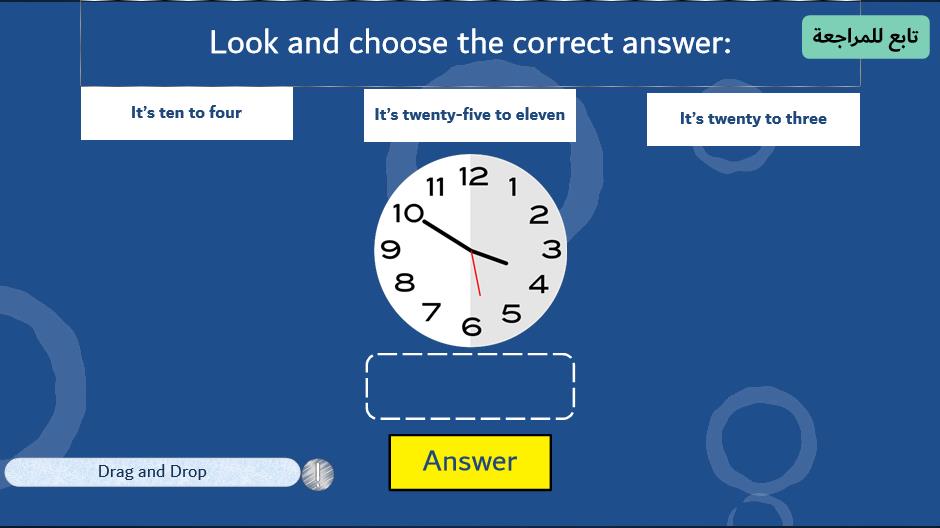 Look and choose the correct answer:
تابع للمراجعة
It's ten to four
It's twenty-five to eleven
It's twenty to three
12
11
1
10
2
9
3
8
4
7
5
6
Answer
Drag and Drop
!